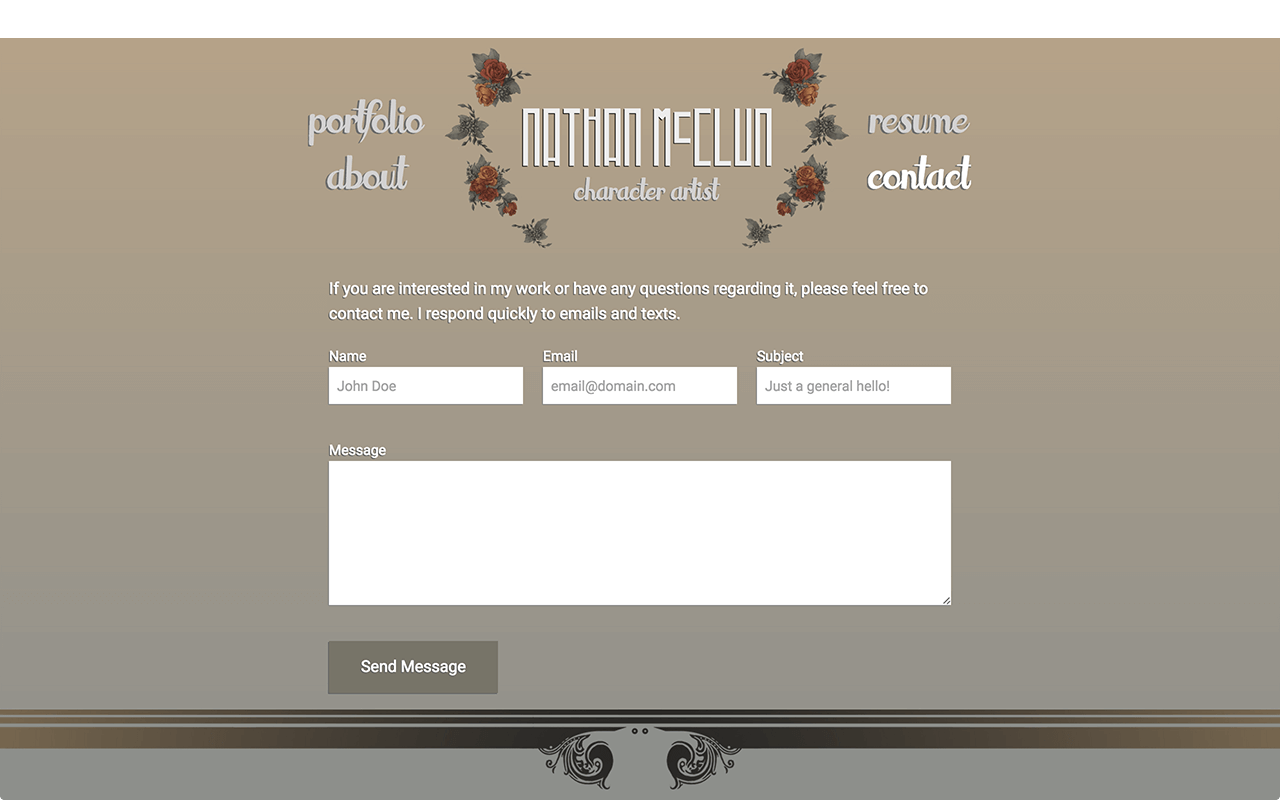 portfolio
about
NATHAN McCLUN
character artist
resume
contact
If you are interested in my work or have any questions regarding it, please feel free to
contact me. I respond quickly to emails and texts.
Name
Email
Subject
John Doe
email@domain.com
Just a general hello!
Message
Send Message